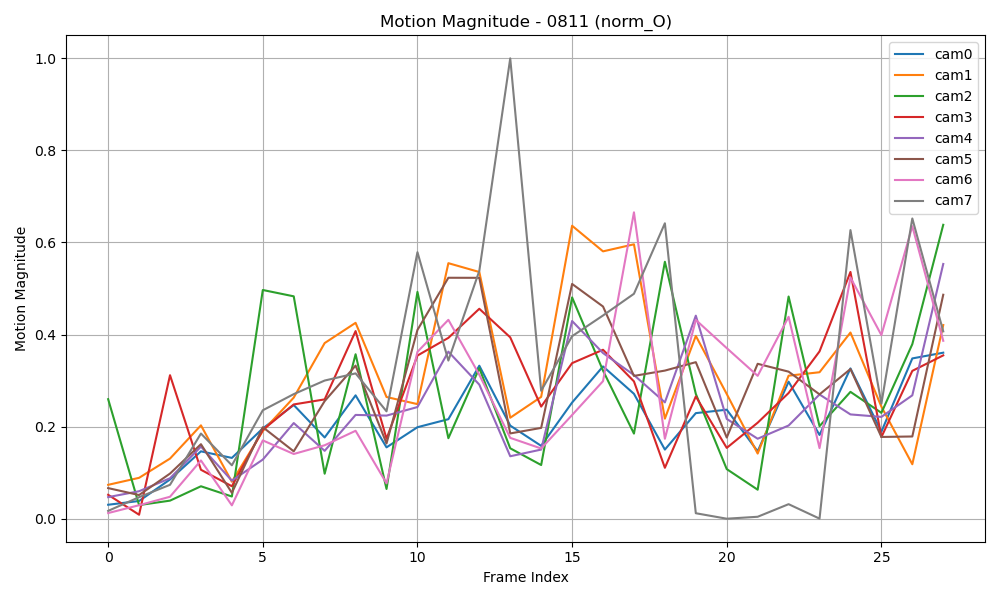 Motion Magnitude - 0811 (norm_O)
Motion Magnitude
1.0
0.8
0.6
0.4
0.2
0.0
0
5
10
15
20
25
Frame Index
cam0
cam1
cam2
cam3
cam4
cam5
cam6
cam7